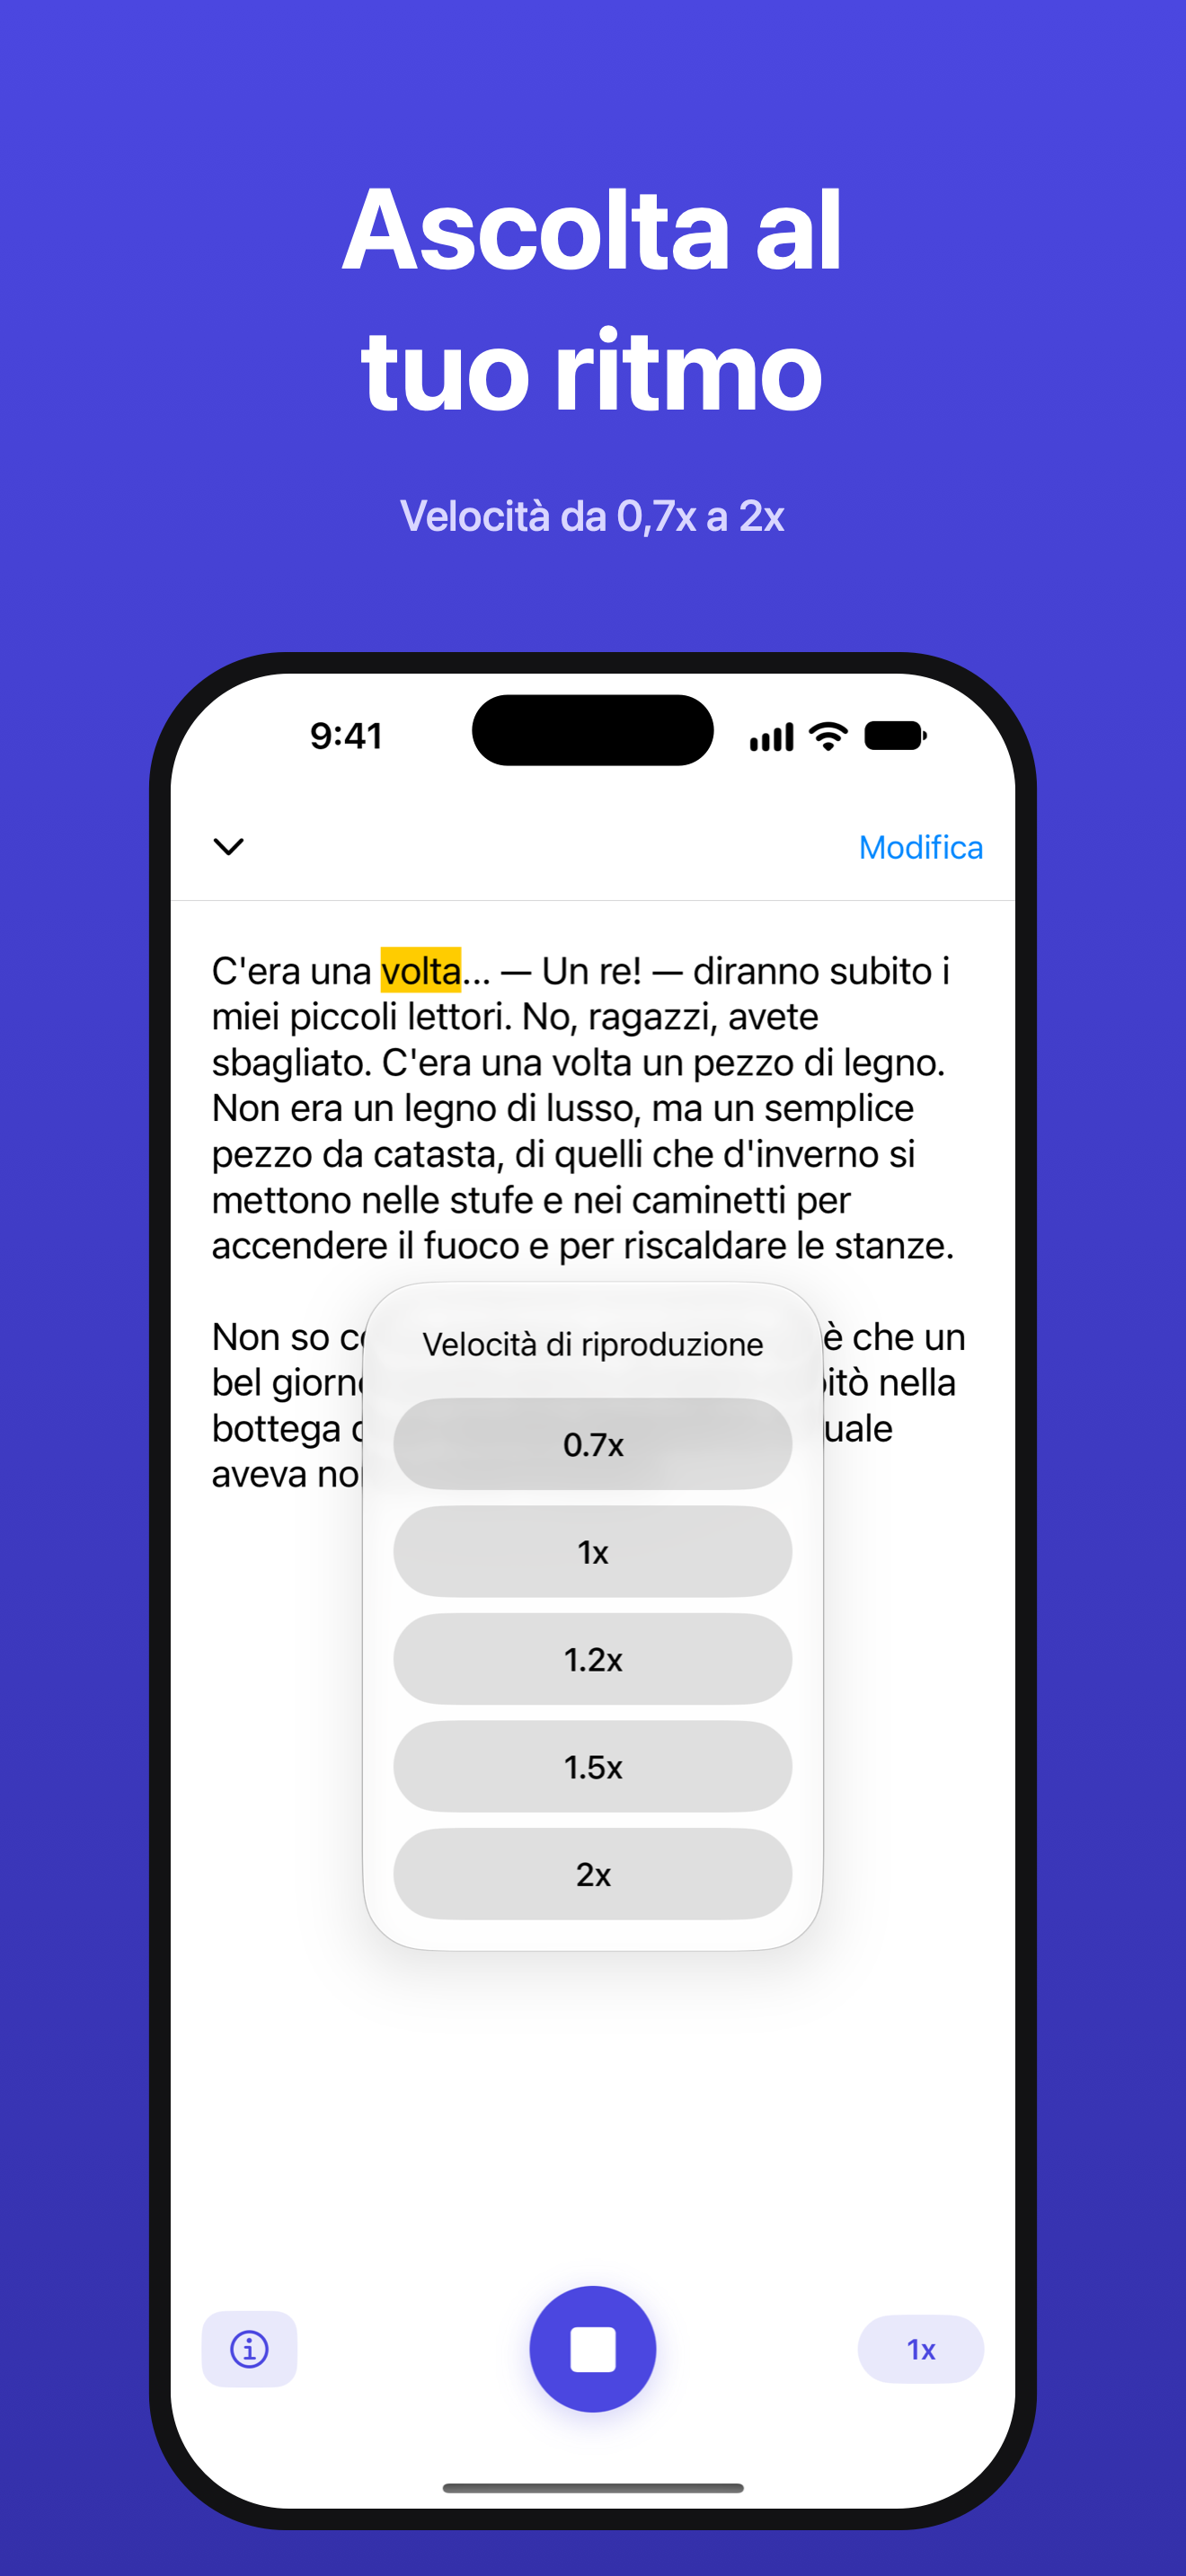 Ascolta al
tuo ritmo
Velocità da 0,7x a 2x
9:41
Modifica
C'era una volta... — Un re! — diranno subito i
miei piccoli lettori. No, ragazzi, avete
sbagliato. C'era una volta un pezzo di legno.
Non era un legno di lusso, ma un semplice
pezzo da catasta, di quelli che d'inverno si
mettono nelle stufe e nei caminetti per
accendere il fuoco e per riscaldare le stanze.
Non so è che un
bel nella
bottega
aveva
Velocità di riproduzione
0.7x
1x
1.2x
1.5x
2x
1x